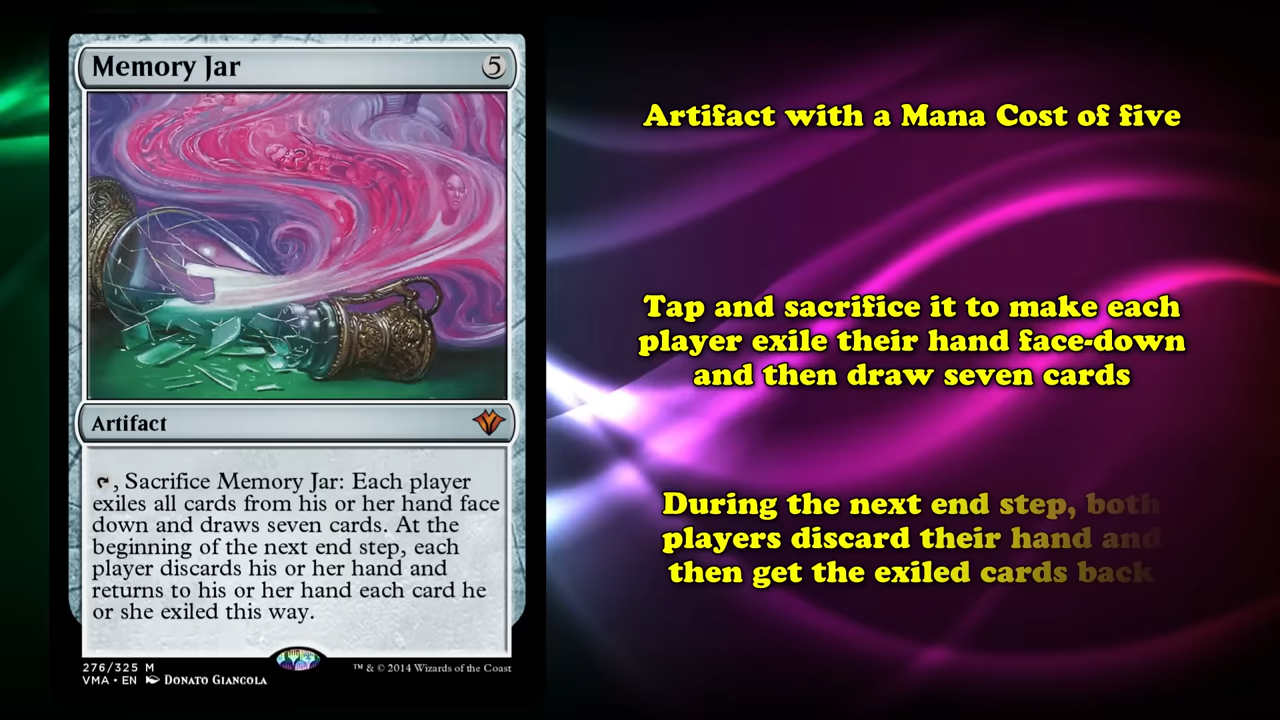 Memory Jar 5
Artifact
, Sacrifice Memory Jar: Each player
exiles all cards from his or her hand face
down and draws seven cards. At the
beginning of the next end step, each
player discards his or her hand and
returns to his or her hand each card he
or she exiled this way.
276/325 M
VMA • EN DONATO GIANCOLA
™ & © 2014 Wizards of the Coast
Artifact with a Mana Cost of five
Tap and sacrifice it to make each
player exile their hand face-down
and then draw seven cards
During the next end step, both
players discard their hand and
then get the exiled cards back